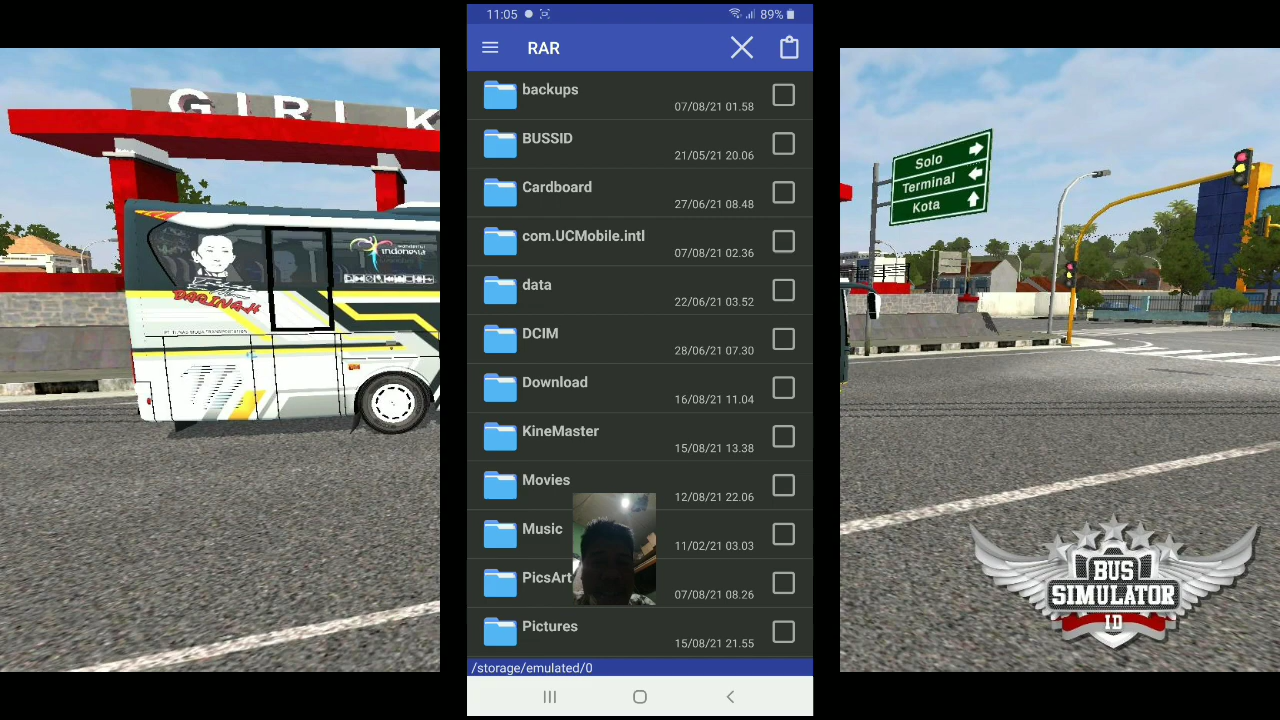 GIRI K
wonderful
indonesia
DARINGAN
11:05
89%
RAR
backups
07/08/21 01.58
BUSSID
21/05/21 20.06
Cardboard
27/06/21 08.48
com.UCMobile.intl
07/08/21 02.36
data
22/06/21 03.52
DCIM
28/06/21 07.30
Download
16/08/21 11.04
KineMaster
15/08/21 13.38
Movies
12/08/21 22.06
Music
11/02/21 03.03
PicsArt
07/08/21 08.26
Pictures
15/08/21 21.55
/storage/emulated/0
Solo
Terminal
Kota
BUS
SIMULATOR
ID